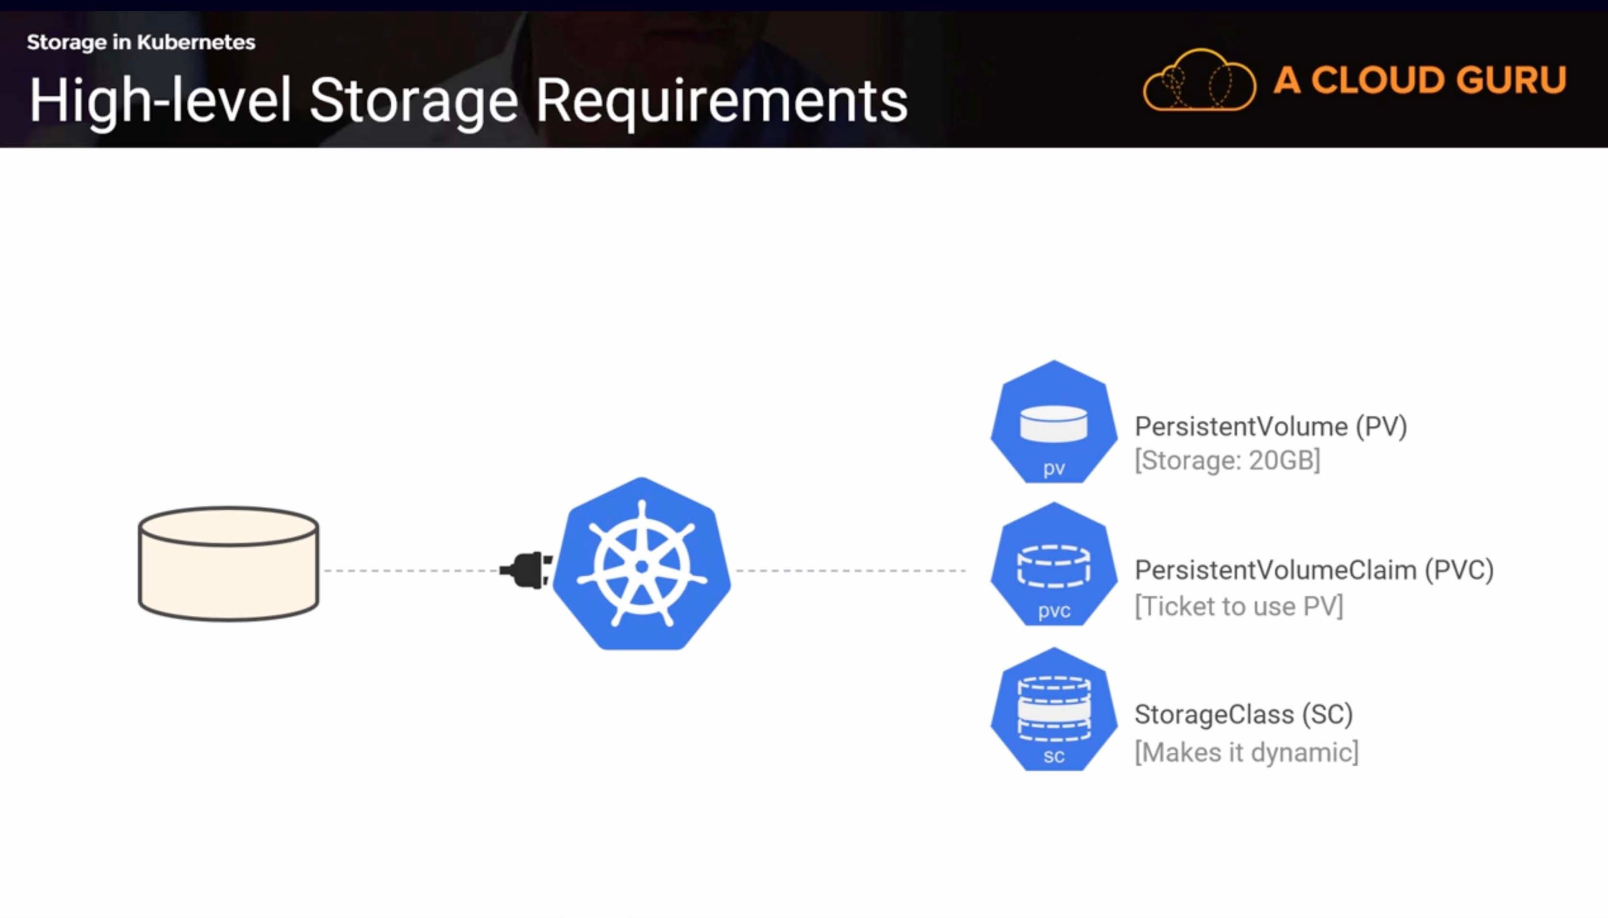 Storage in Kubernetes
High-level Storage Requirements
A CLOUD GURU
pv
PersistentVolume (PV)
[Storage: 20GB]
pvc
PersistentVolumeClaim (PVC)
[Ticket to use PV]
sc
StorageClass (SC)
[Makes it dynamic]